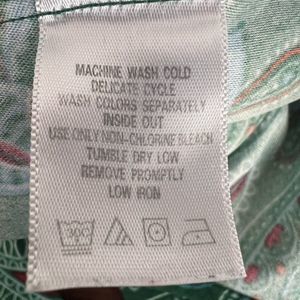 MACHINE WASH COLD
DELICATE CYCLE
WASH COLORS SEPARATELY
INSIDE OUT
USE ONLY NON-CHLORINE BLEACH
TUMBLE DRY LOW
REMOVE PROMPTLY
LOW IRON
30C